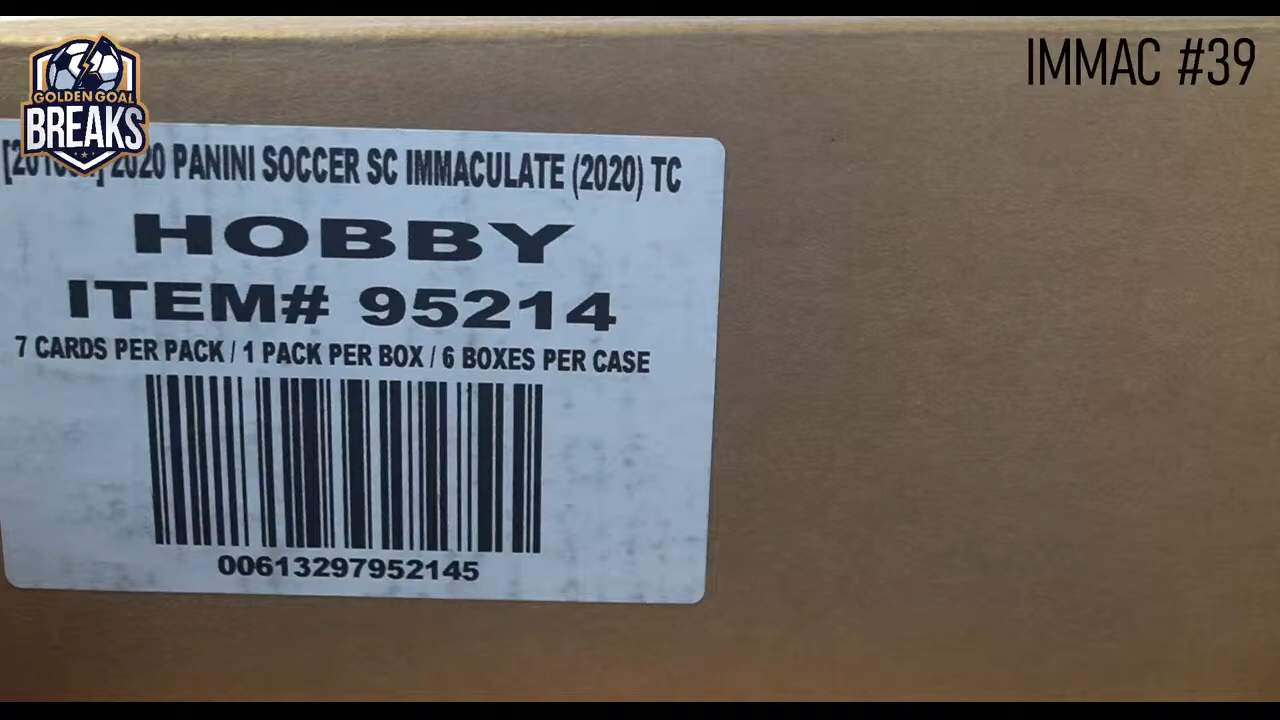 IMMAC #39
GOLDEN GOAL
BREAKS
2020 PANINI SOCCER SC IMMACULATE (2020) TC
HOBBY
ITEM# 95214
7 CARDS PER PACK / 1 PACK PER BOX / 6 BOXES PER CASE
00613297952145